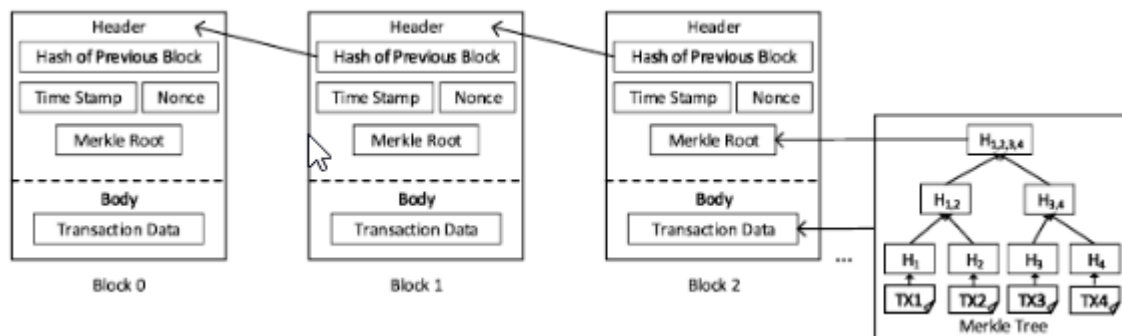 Header
Hash of Previous Block
Time Stamp
Nonce
Merkle Root
Body
Transaction Data
Block 0
Header
Hash of Previous Block
Time Stamp
Nonce
Merkle Root
Body
Transaction Data
Block 1
Header
Hash of Previous Block
Time Stamp
Nonce
Merkle Root
Body
Transaction Data
Block 2
...
H1,2,3,4
H1,2
H3,4
H1
H2
H3
H4
TX1
TX2
TX3
TX4
Merkle Tree